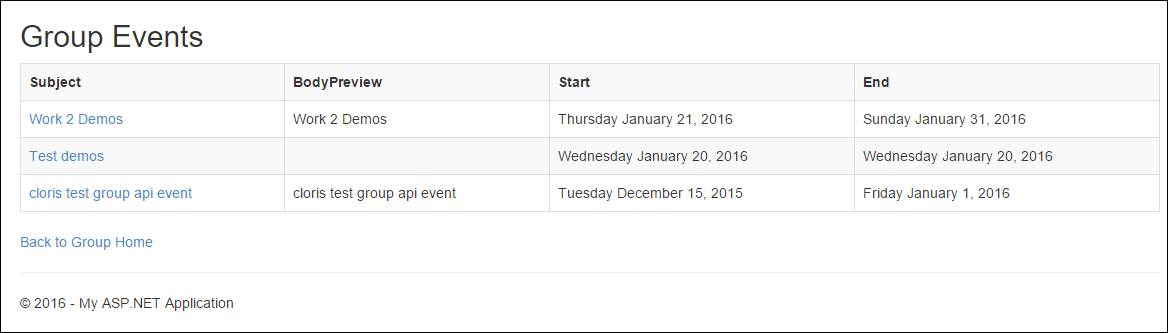 Group Events
Subject BodyPreview Start End
Work 2 Demos Work 2 Demos Thursday January 21, 2016 Sunday January 31, 2016
Test demos Wednesday January 20, 2016 Wednesday January 20, 2016
cloris test group api event cloris test group api event Tuesday December 15, 2015 Friday January 1, 2016
Back to Group Home
© 2016 - My ASP.NET Application